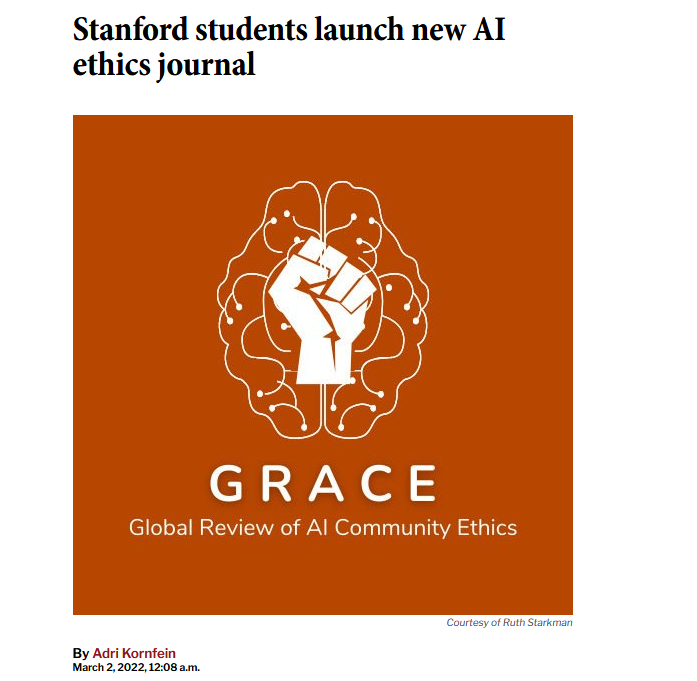 Stanford students launch new AI
ethics journal
GRACE
Global Review of AI Community Ethics
Courtesy of Ruth Starkman
By Adri Kornfein
March 2, 2022, 12:08 a.m.